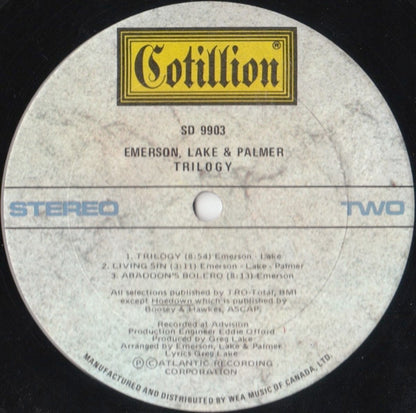 Cotillion®
SD 9903
EMERSON, LAKE & PALMER
TRILOGY
STEREO TWO
1. TRILOGY (8:54) Emerson - Lake
2. LIVING SIN (3:11) Emerson - Lake - Palmer
3. ABADDON'S BOLERO (8:13) Emerson
All selections published by TRO-Total, BMI
except Hoedown which is published by
Boosey & Hawkes, ASCAP.
Recorded at Advision
Production Engineer Eddie Offord
Produced by Greg Lake
Arranged by Emerson, Lake & Palmer
Lyrics Greg Lake
Ⓟ©ATLANTIC RECORDING
CORPORATION
MANUFACTURED AND DISTRIBUTED BY WEA MUSIC OF CANADA, LTD.